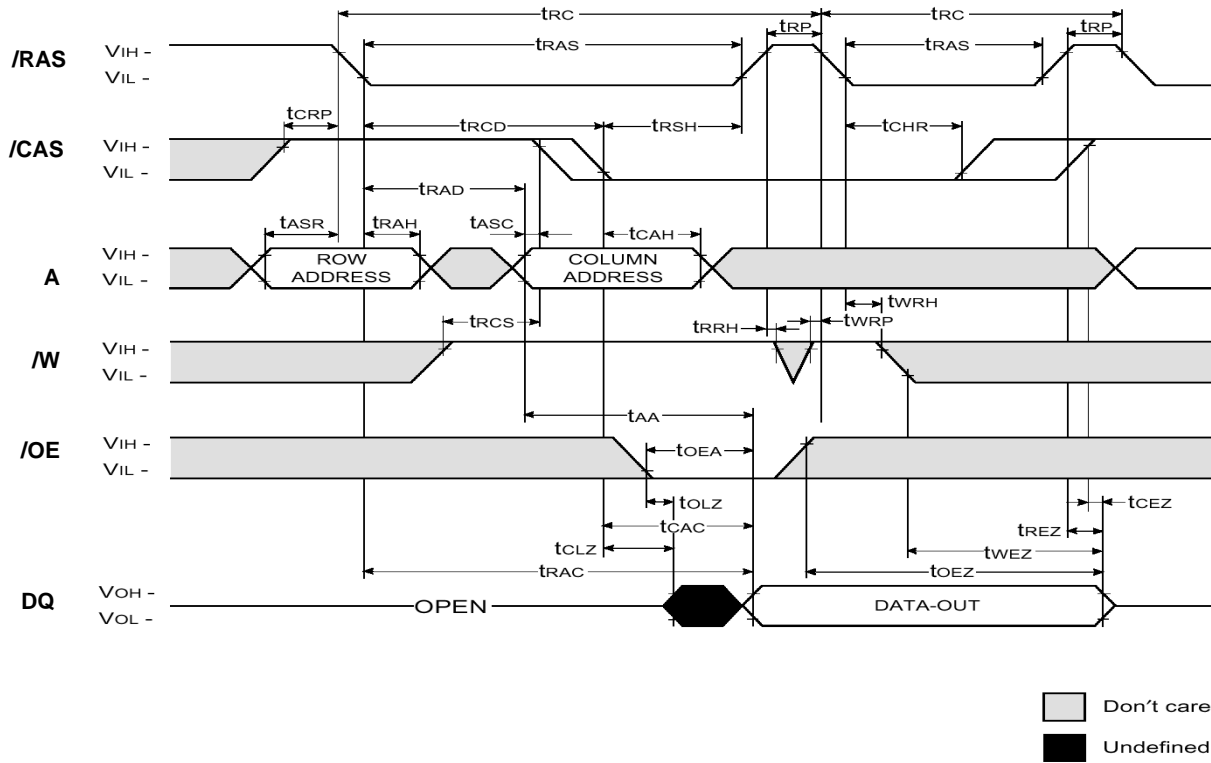 tRC tRC
tRP tRP
/RAS VIH - tRAS tRAS
VIL -
tCRP tRCD tRSH tCHR
/CAS VIH -
VIL -
tRAD
tASR tRAH tASC tCAH
A VIH - ROW ADDRESS COLUMN ADDRESS
VIL -
tWRH
tRCS tRRH tWRP
/W VIH -
VIL -
tAA
/OE VIH - tOEA
VIL -
tOLZ tCEZ
tCAC tREZ
tCLZ tWEZ
tRAC tOEZ
DQ VOH - OPEN DATA-OUT
VOL -
Don't care
Undefined